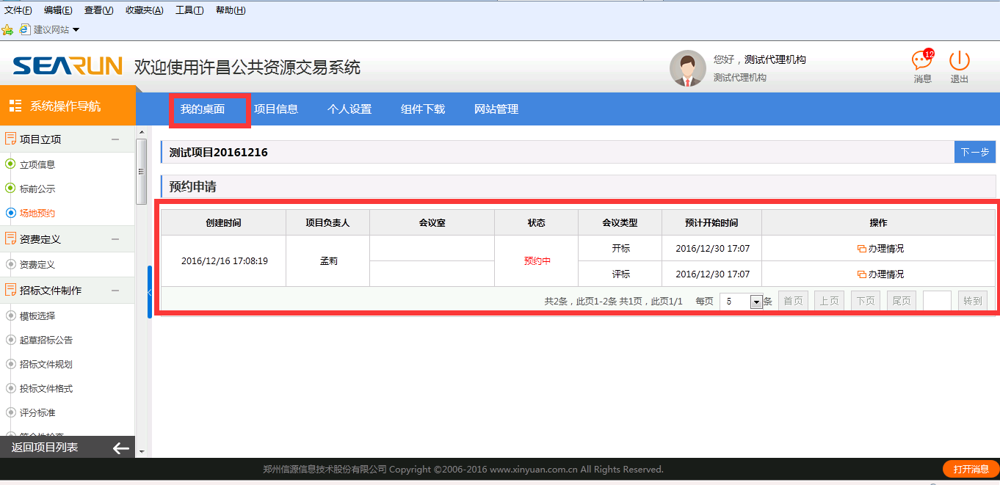 文件(F) 编辑(E) 查看(V) 收藏夹(A) 工具(T) 帮助(H)
建议网站
SEARUN 欢迎使用许昌公共资源交易系统
您好，测试代理机构
测试代理机构
12
消息 退出
系统操作导航
我的桌面 项目信息 个人设置 组件下载 网站管理
项目立项
立项信息
标前公示
场地预约
资费定义
资费定义
招标文件制作
模板选择
起草招标公告
招标文件规划
投标文件格式
评分标准
返回项目列表
测试项目20161216 下一步
预约申请
创建时间 项目负责人 会议室 状态 会议类型 预计开始时间 操作
2016/12/16 17:08:19 孟莉 预约中 开标 2016/12/30 17:07 办理情况
评标 2016/12/30 17:07 办理情况
共2条，此页1-2条 共1页，此页1/1 每页 5 条 首页 上页 下页 尾页 转到
郑州信源信息技术股份有限公司 Copyright ©2006-2016 www.xinyuan.com.cn All Rights Reserved.
打开消息